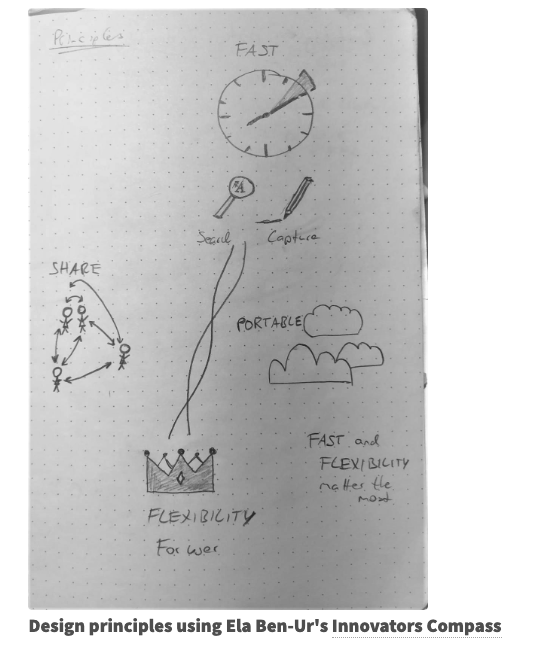 Principles
FAST
Search Capture
SHARE
PORTABLE
FAST and
FLEXIBILITY
matter the
most
FLEXIBILITY
For
Design principles using Ela Ben-Ur's Innovators Compass